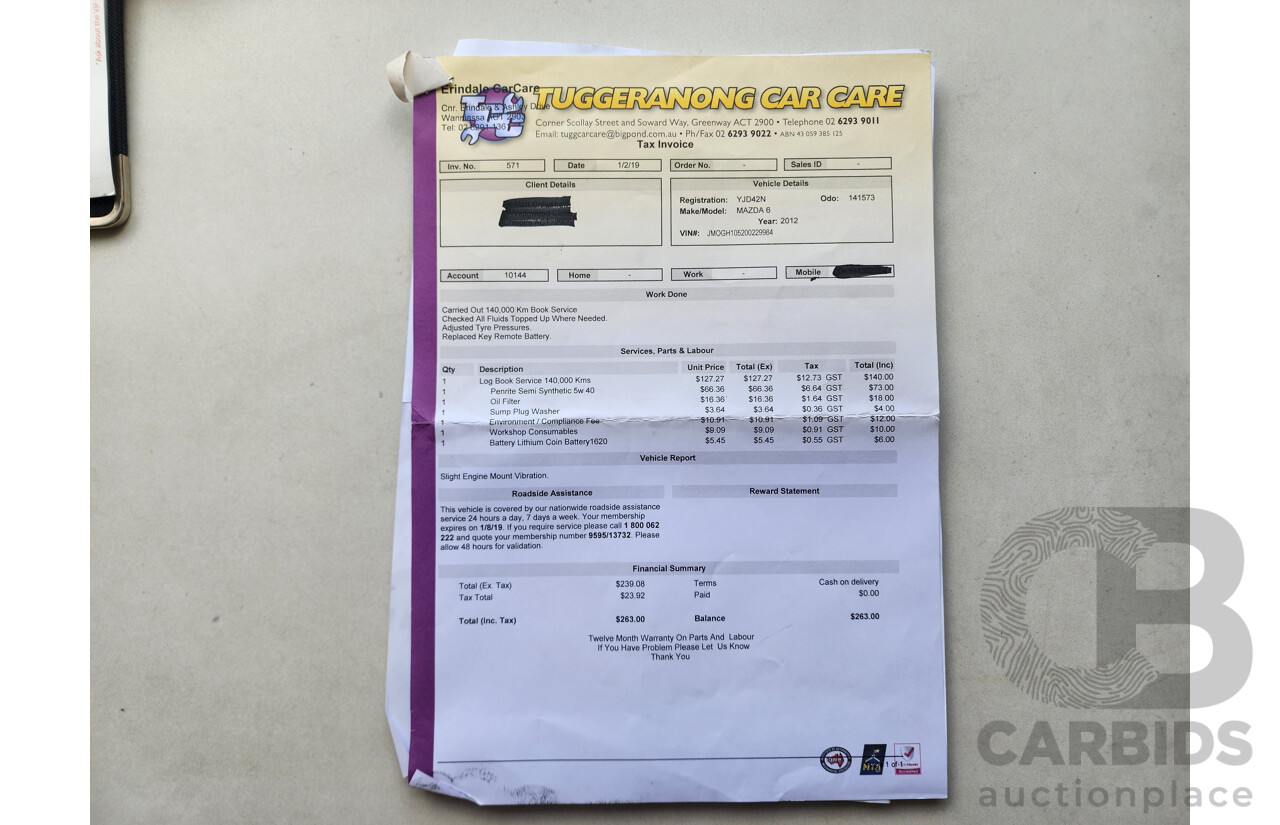 Erindale CarCare
Cnr. Erindale & Ashley Drive
Wanniassa ACT 2903
Tel: 02
TUGGERANONG CAR CARE
Corner Scollay Street and Soward Way, Greenway ACT 2900 • Telephone 02 6293 9011
Email: tuggcarcare@bigpond.com.au • Ph/Fax 02 6293 9022 • ABN 43 059 385 125
Tax Invoice
Inv. No. 571 Date 1/2/19 Order No. - Sales ID -
Client Details
Vehicle Details
Registration: YJD42N Odo: 141573
Make/Model: MAZDA 6
Year: 2012
VIN#: JMOGH105200229984
Account 10144 Home - Work - Mobile
Work Done
Carried Out 140,000 Km Book Service
Checked All Fluids Topped Up Where Needed.
Adjusted Tyre Pressures.
Replaced Key Remote Battery.
Services, Parts & Labour
Qty Description Unit Price Total (Ex) Tax Total (Inc)
1 Log Book Service 140,000 Kms $127.27 $127.27 $12.73 GST $140.00
1 Penrite Semi Synthetic 5w 40 $66.36 $66.36 $6.64 GST $73.00
1 Oil Filter $16.36 $16.36 $1.64 GST $18.00
1 Sump Plug Washer $3.64 $3.64 $0.36 GST $4.00
1 Environment / Compliance Fee $10.91 $10.91 $1.09 GST $12.00
1 Workshop Consumables $9.09 $9.09 $0.91 GST $10.00
1 Battery Lithium Coin Battery1620 $5.45 $5.45 $0.55 GST $6.00
Vehicle Report
Slight Engine Mount Vibration.
Roadside Assistance
This vehicle is covered by our nationwide roadside assistance
service 24 hours a day, 7 days a week. Your membership
expires on 1/8/19. If you require service please call 1 800 062
222 and quote your membership number 9595/13732. Please
allow 48 hours for validation.
Reward Statement
Financial Summary
Total (Ex. Tax) $239.08 Terms Cash on delivery
Tax Total $23.92 Paid $0.00
Total (Inc. Tax) $263.00 Balance $263.00
Twelve Month Warranty On Parts And Labour
If You Have Problem Please Let Us Know
Thank You
1 of 1
CARBIDS
auctionplace